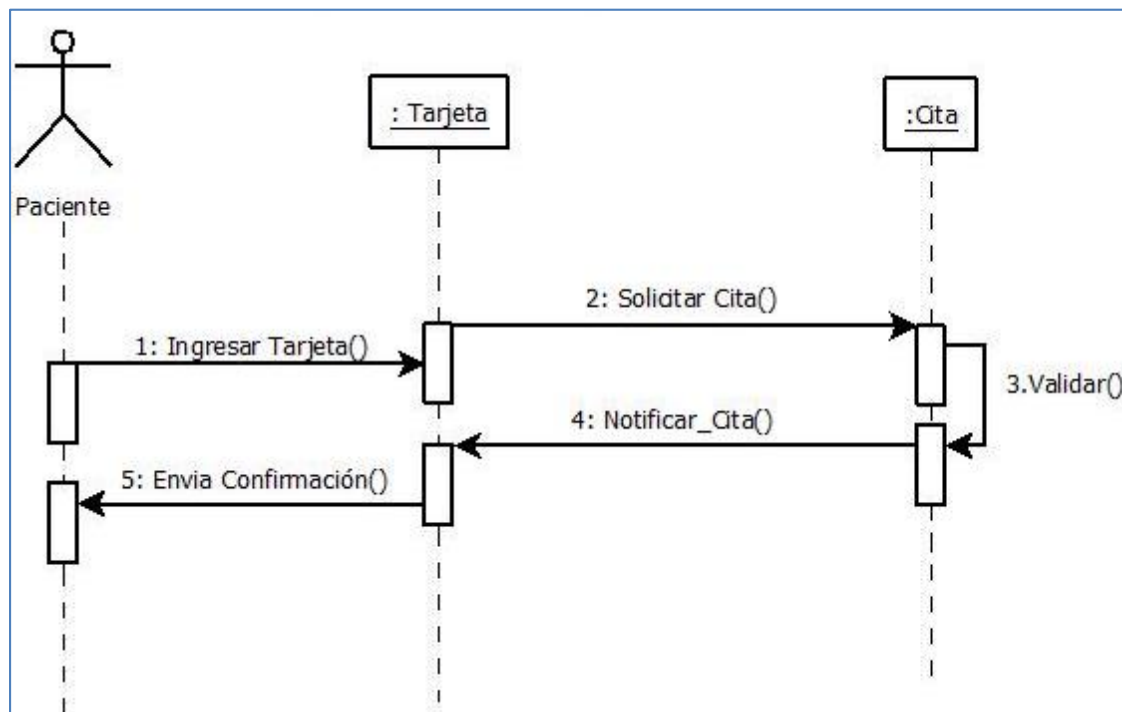 : Tarjeta
:Cita
Paciente
2: Solicitar Cita()
1: Ingresar Tarjeta()
3.Validar()
4: Notificar_Cita()
5: Envia Confirmación()